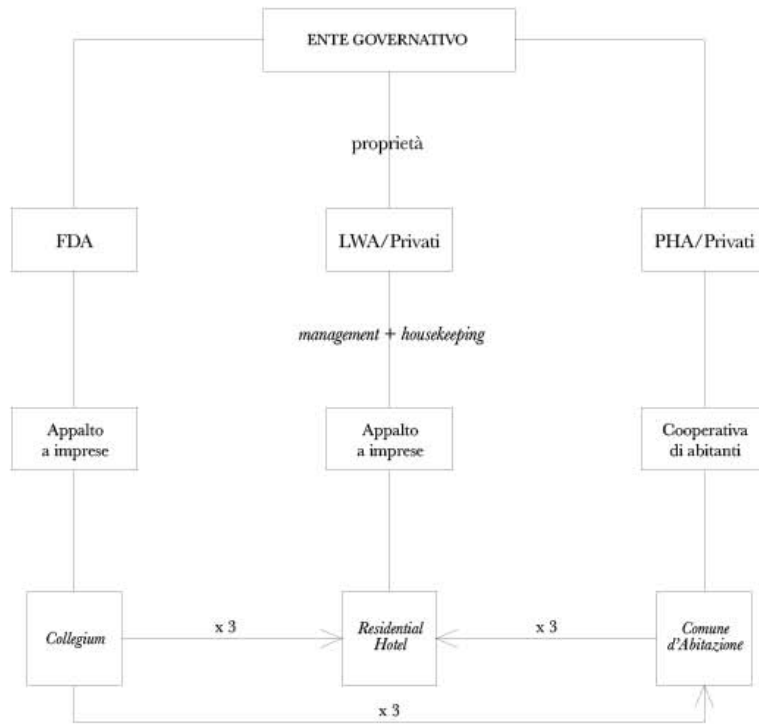 ENTE GOVERNATIVO
proprietà
FDA
LWA/Privati
PHA/Privati
management + housekeeping
Appalto
a imprese
Appalto
a imprese
Cooperativa
di abitanti
Collegium
x 3
Residential
Hotel
x 3
Comune
d'Abitazione
x 3